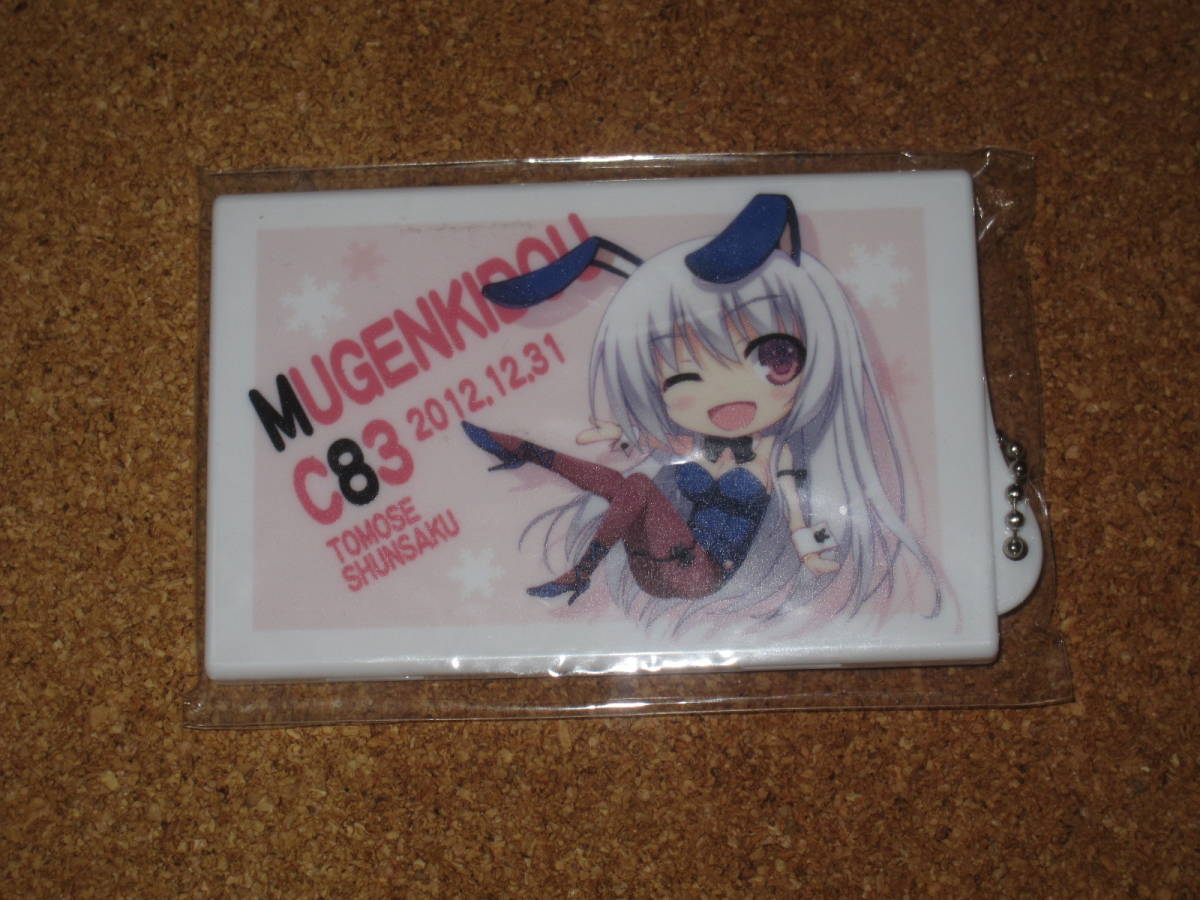 MUGENKIDOU
C83 2012.12.31
TOMOSE
SHUNSAKU